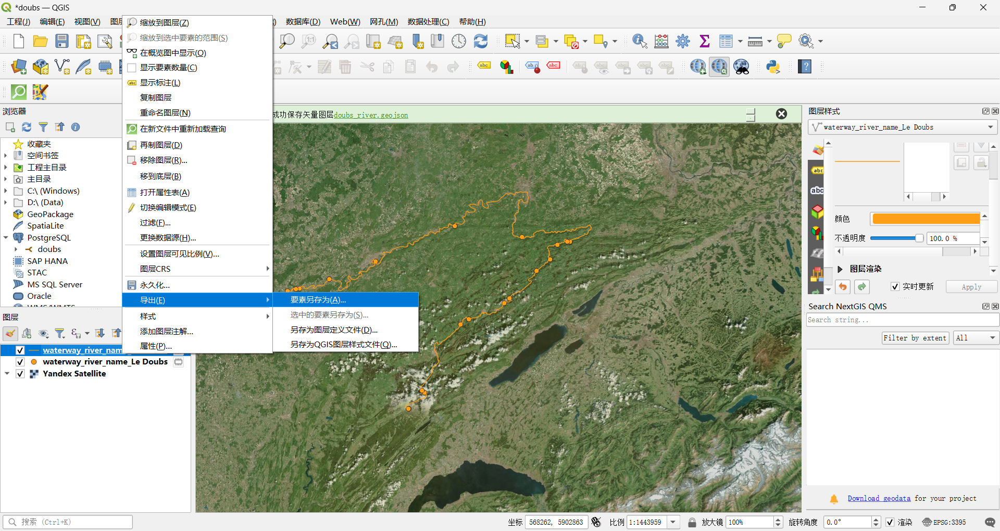 *doubs — QGIS
工程(J) 编辑(E) 视图(V) 数据库(D) Web(W) 网孔(M) 数据处理(C) 帮助(H)
缩放到图层(Z)
缩放到选中要素的范围(S)
在概览图中显示(O)
显示要素数量(C)
显示标注(L)
复制图层
重命名图层(N)
在新文件中重新加载查询
再制图层(D)
移除图层(R)...
移到底层(B)
打开属性表(A)
切换编辑模式(E)
过滤(F)...
更换数据源(H)...
设置图层可见比例(V)...
图层CRS
永久化...
导出(E)
样式
添加图层注解...
属性(P)...
要素另存为(A)...
选中的要素另存为(S)...
另存为图层定义文件(D)...
另存为QGIS图层样式文件(Q)...
成功保存矢量图层doubs_river.geojson
浏览器
收藏夹
空间书签
工程主目录
主目录
C:\ (Windows)
D:\ (Data)
GeoPackage
SpatiaLite
PostgreSQL
doubs
SAP HANA
STAC
MS SQL Server
Oracle
WMS/WMTS
图层
waterway_river_nam
waterway_river_name_Le Doubs
Yandex Satellite
图层样式
waterway_river_name_Le Doubs
颜色
不透明度 100.0 %
图层渲染
实时更新 Apply
Search NextGIS QMS
Search string...
Filter by extent All
Download geodata for your project
搜索 (Ctrl+K)
坐标 568262, 5902863 比例 1:1443959 放大镜 100% 旋转角度 0.0° 渲染 EPSG:3395